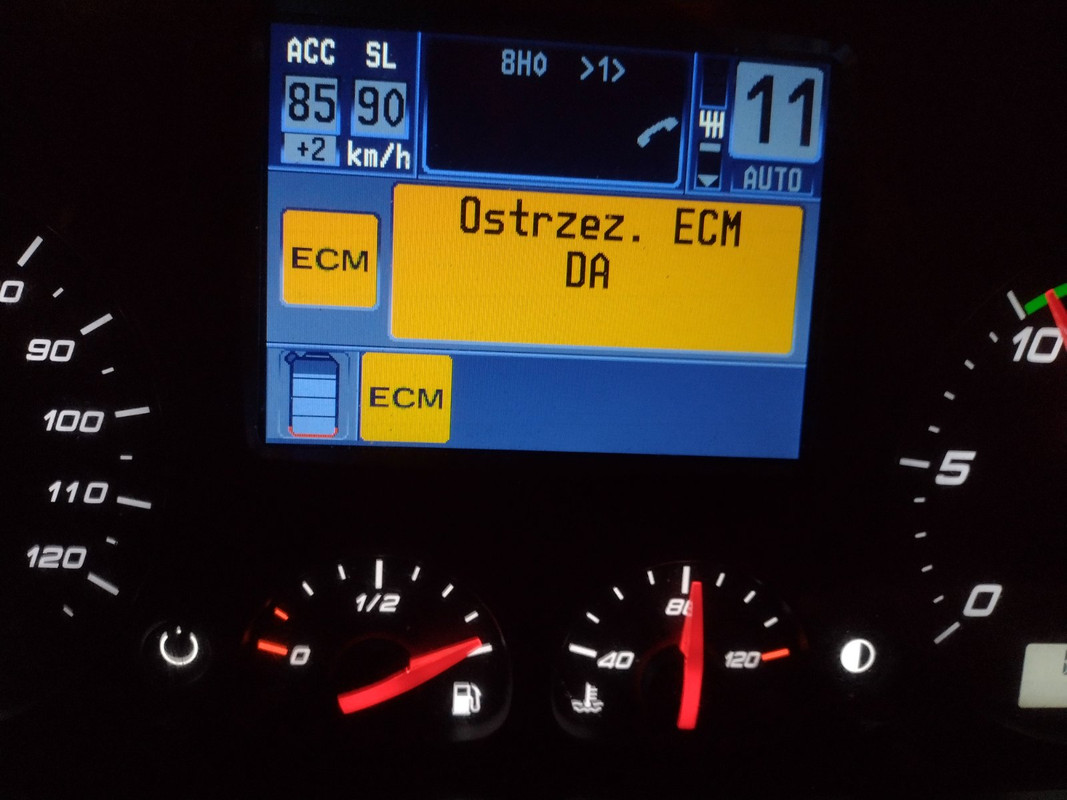 ACC SL
85 90
+2 km/h
8H0 >1>
11
AUTO
ECM
Ostrzez. ECM
DA
ECM
90
100
110
120
0
1/2
40
120
10
5
0